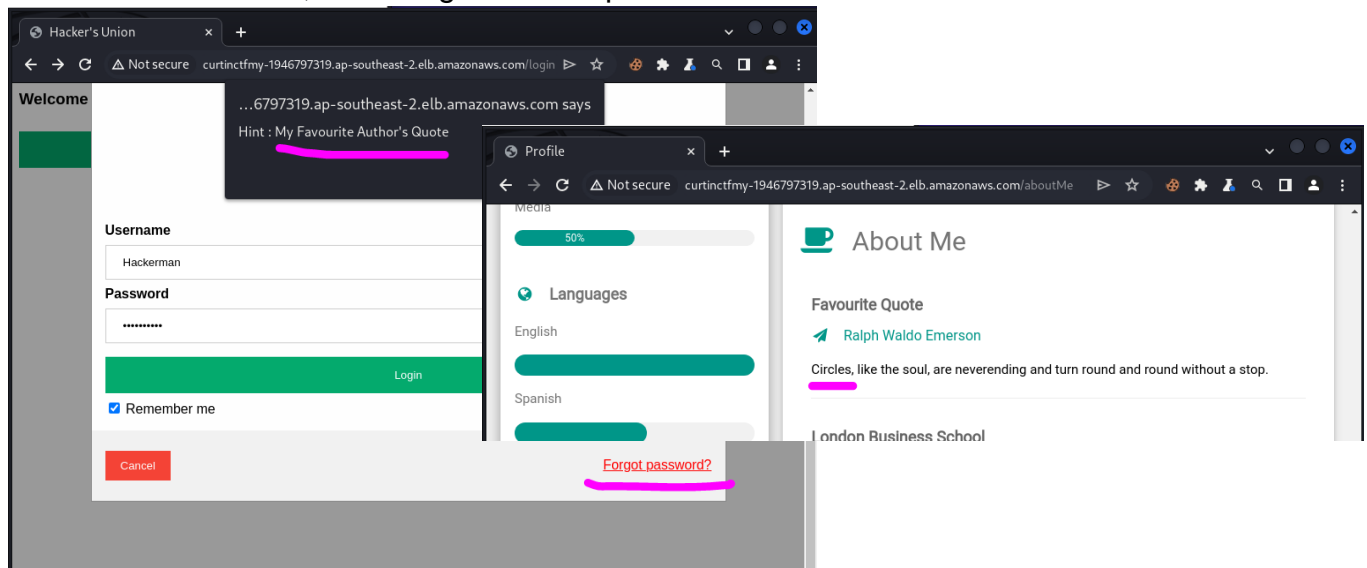 Hacker's Union
Not secure curtinctfmy-1946797319.ap-southeast-2.elb.amazonaws.com/login
Welcome
...6797319.ap-southeast-2.elb.amazonaws.com says
Hint : My Favourite Author's Quote
Username
Hackerman
Password
••••••••••
Login
Remember me
Cancel
Forgot password?
Profile
Not secure curtinctfmy-1946797319.ap-southeast-2.elb.amazonaws.com/aboutMe
Media
50%
Languages
English
Spanish
About Me
Favourite Quote
Ralph Waldo Emerson
Circles, like the soul, are neverending and turn round and round without a stop.
London Business School